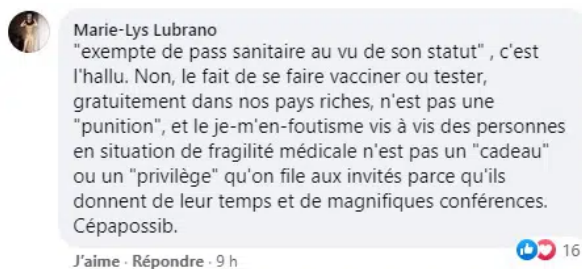 Marie-Lys Lubrano
"exempte de pass sanitaire au vu de son statut" , c'est
l'hallu. Non, le fait de se faire vacciner ou tester,
gratuitement dans nos pays riches, n'est pas une
"punition", et le je-m'en-foutisme vis à vis des personnes
en situation de fragilité médicale n'est pas un "cadeau"
ou un "privilège" qu'on file aux invités parce qu'ils
donnent de leur temps et de magnifiques conférences.
Cépapossib.
J'aime · Répondre · 9 h
16